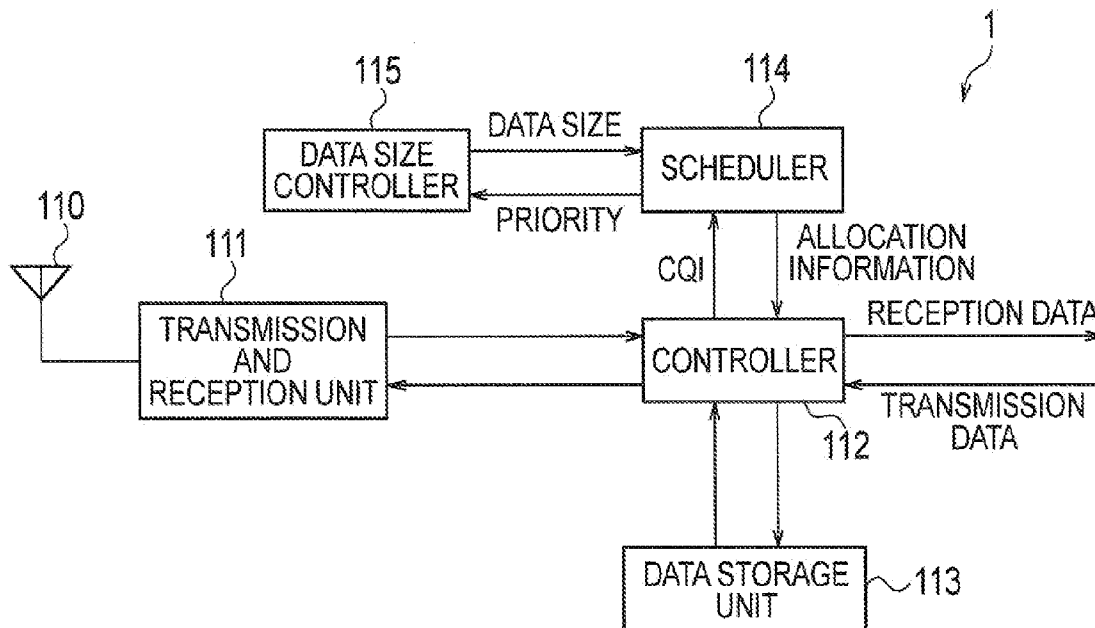 1
115
114
DATA SIZE
DATA SIZE
CONTROLLER
SCHEDULER
PRIORITY
110
111
CQI
ALLOCATION
INFORMATION
TRANSMISSION
AND
RECEPTION UNIT
CONTROLLER
RECEPTION DATA
TRANSMISSION
DATA
112
DATA STORAGE
UNIT
113